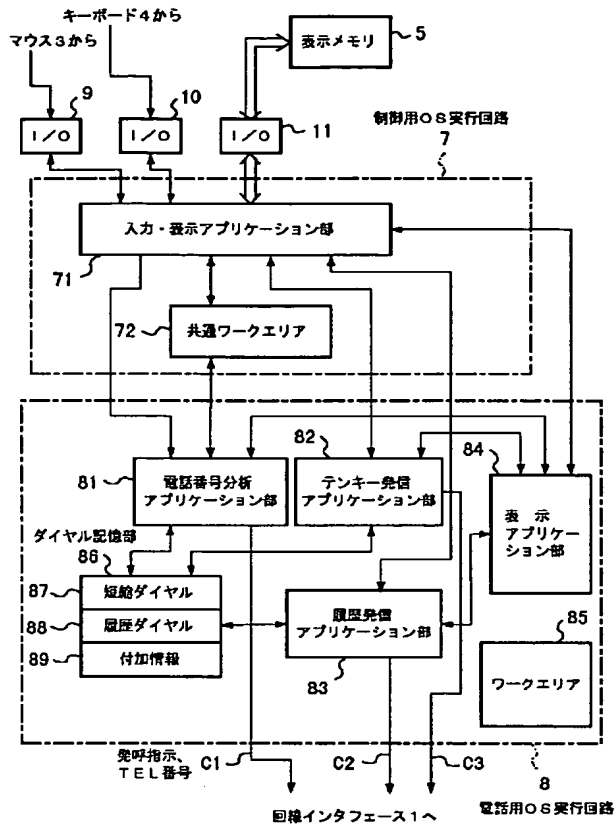 キーボード4から
マウス3から
表示メモリ
5
9
10
I/O
I/O
I/O
11
制御用OS実行回路
7
入力・表示アプリケーション部
71
72
共通ワークエリア
82
84
81
電話番号分析
アプリケーション部
テンキー発信
アプリケーション部
表 示
アプリケー
ション部
ダイヤル記憶部
86
87
短縮ダイヤル
88
履歴ダイヤル
89
付加情報
履歴発信
アプリケーション部
83
85
ワークエリア
発呼指示、
TEL番号
C1
C2
C3
8
回線インタフェース1へ
電話用OS実行回路